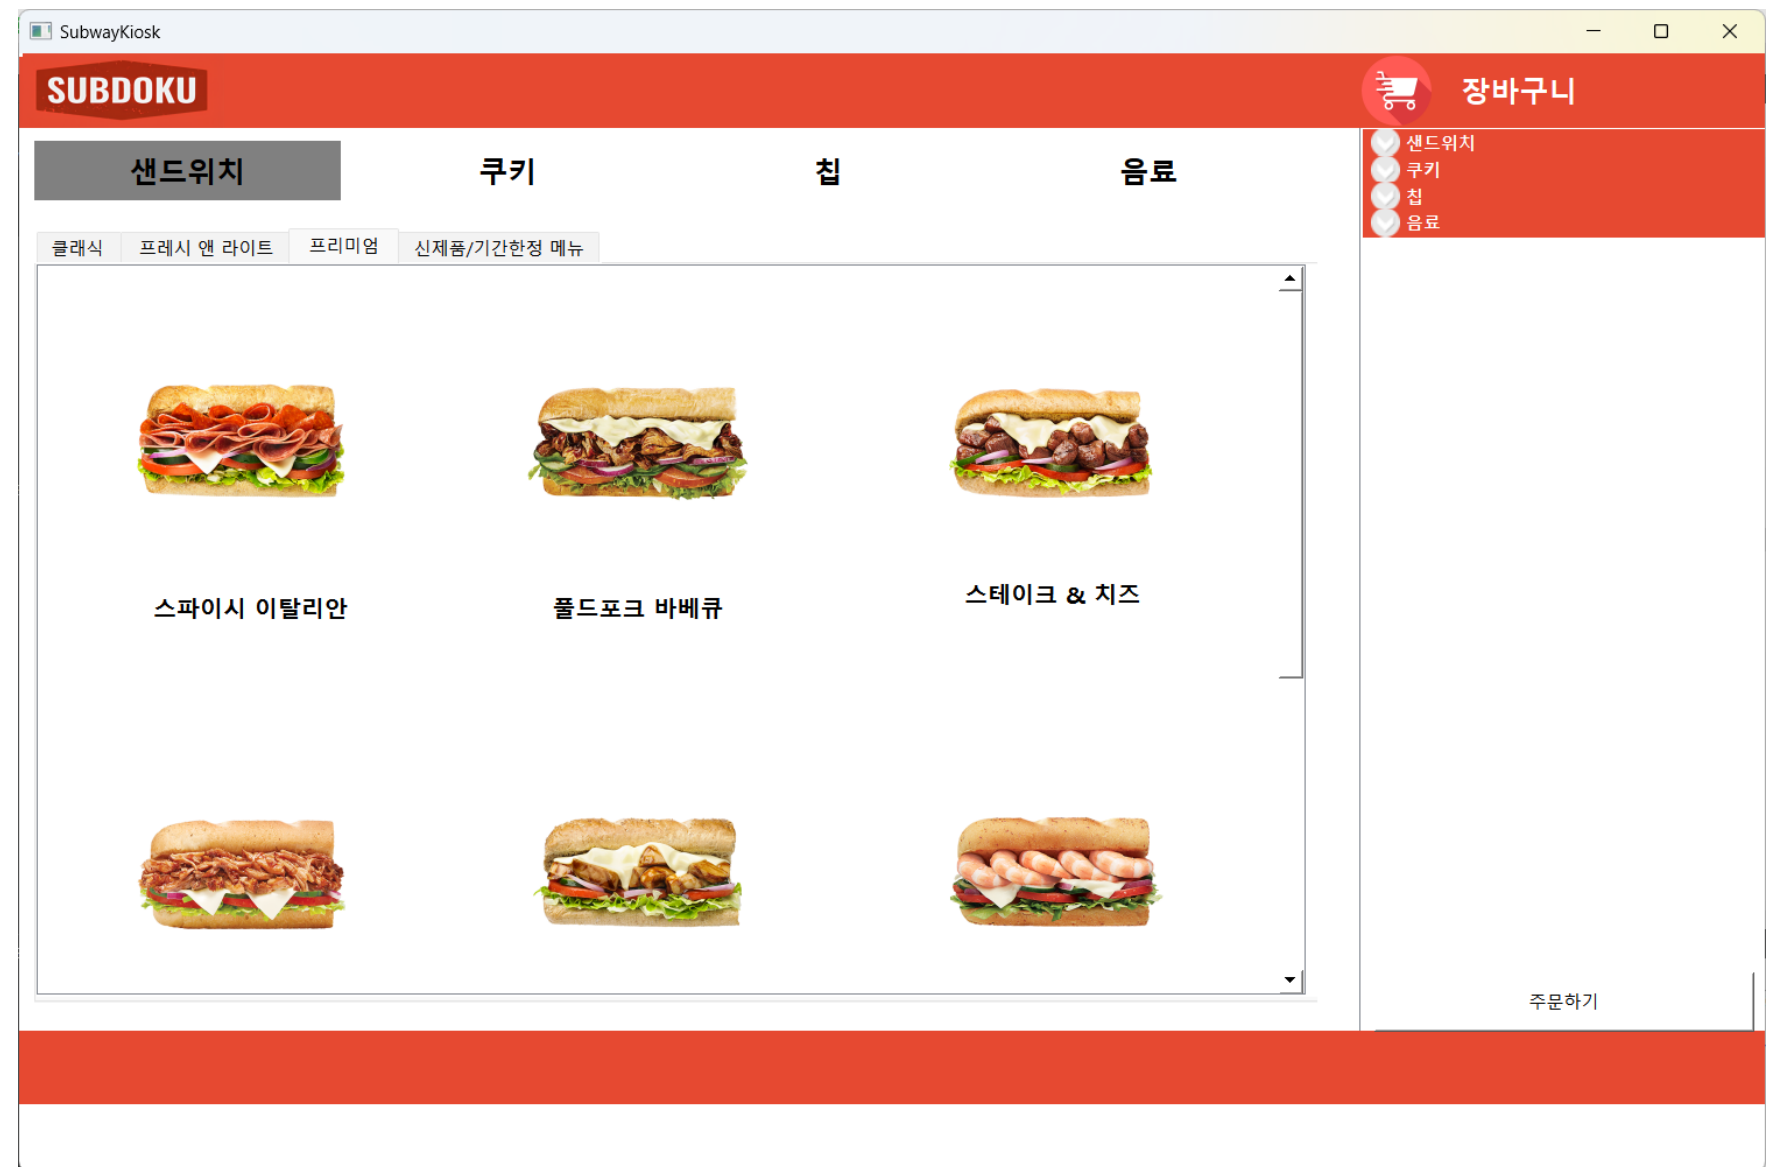 SubwayKiosk
SUBDOKU
장바구니
샌드위치 쿠키 칩 음료
샌드위치
쿠키
칩
음료
클래식 프레시 앤 라이트 프리미엄 신제품/기간한정 메뉴
스파이시 이탈리안 풀드포크 바베큐 스테이크 & 치즈
주문하기